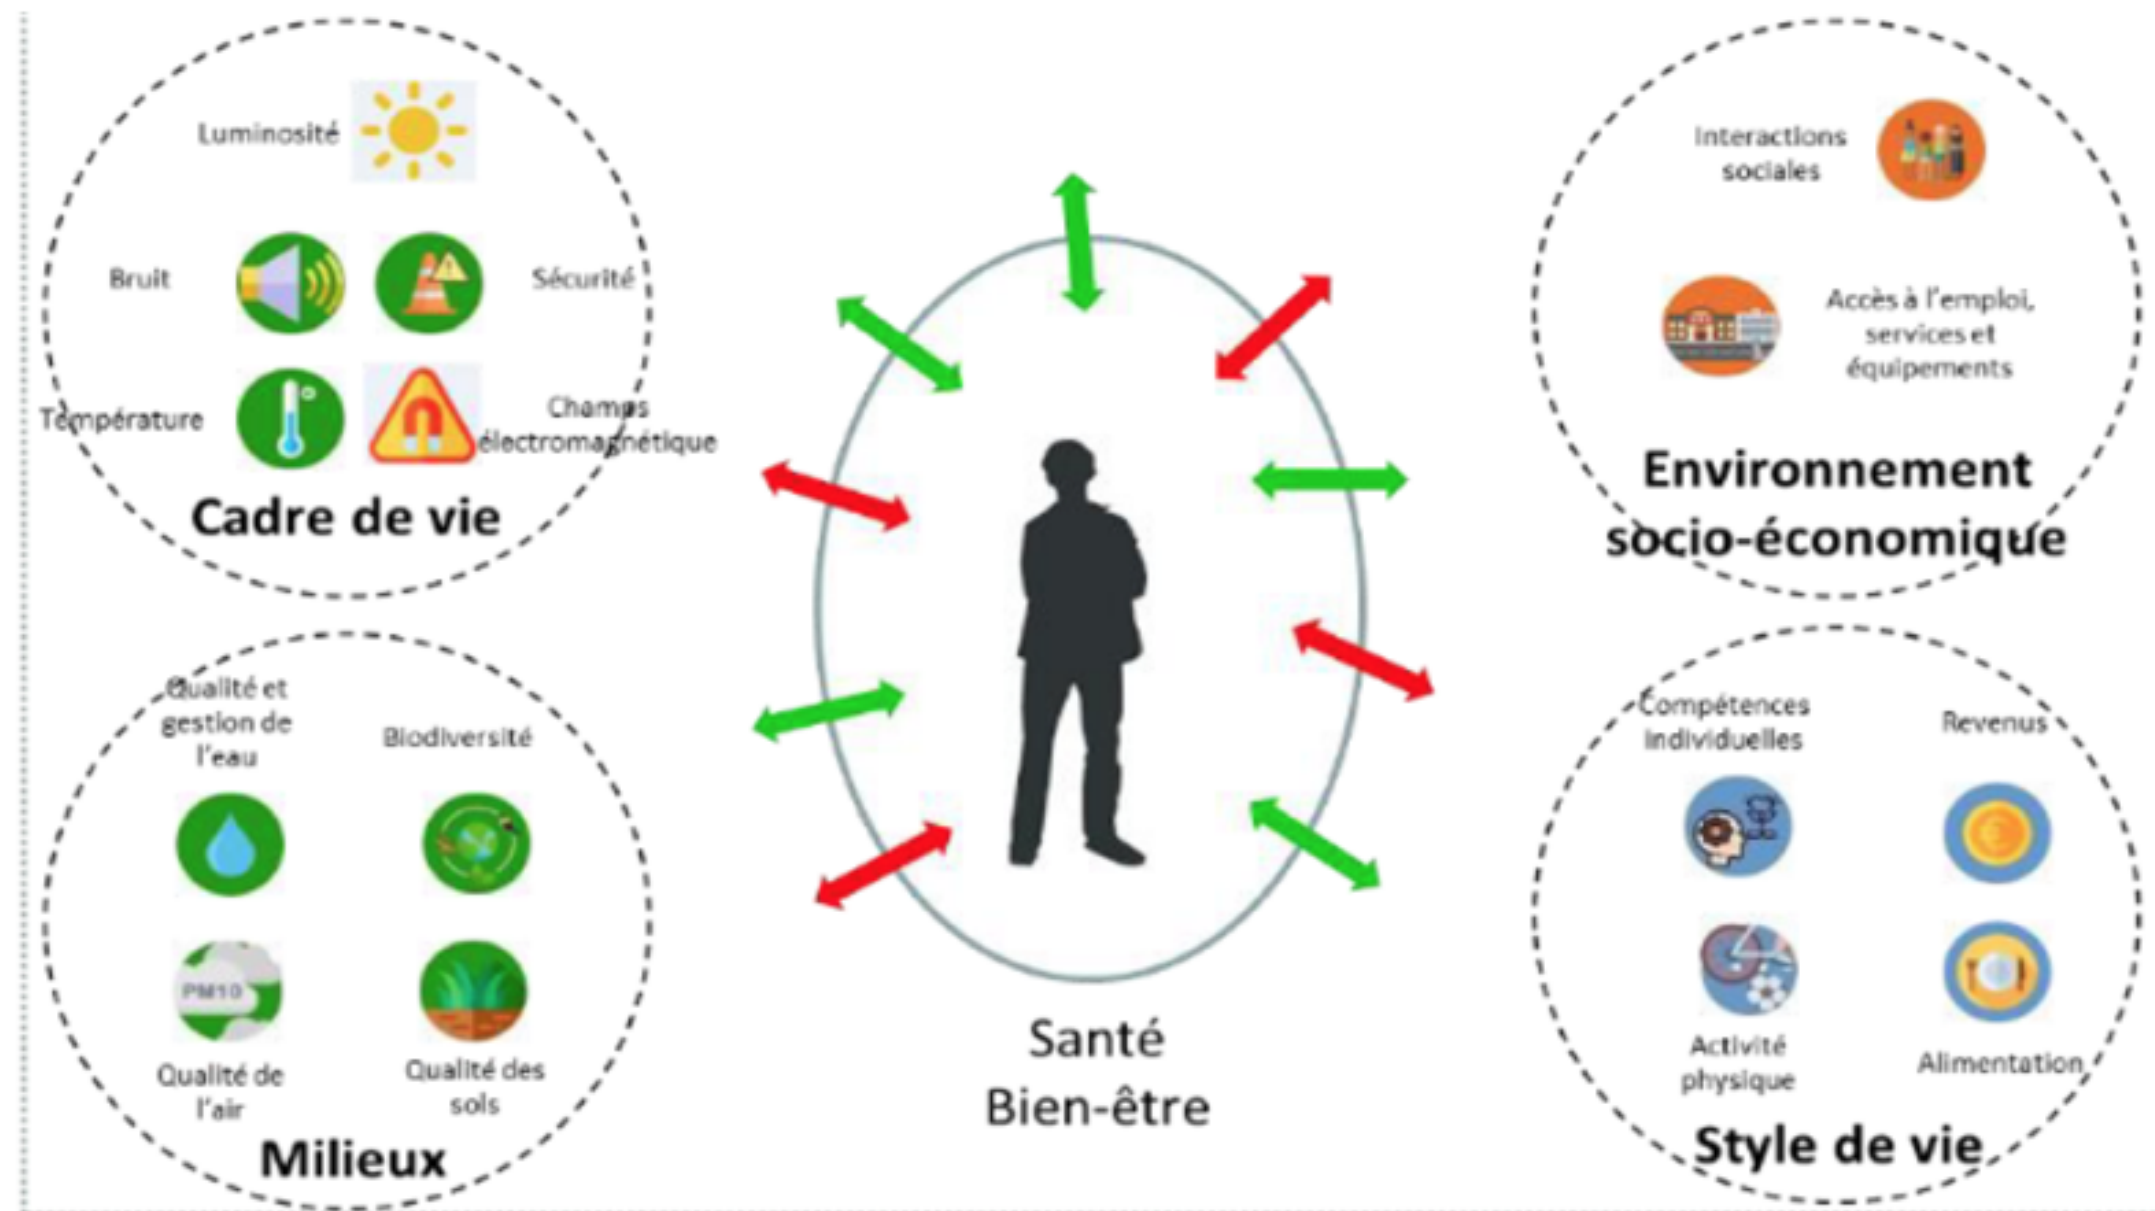 Luminosité
Bruit
Sécurité
Température
Champs
électromagnétique
Cadre de vie
Interactions
sociales
Accès à l'emploi,
services et
équipements
Environnement
socio-économique
Qualité et
gestion de
l'eau
Biodiversité
PM10
Qualité de
l'air
Qualité des
sols
Milieux
Santé
Bien-être
Compétences
individuelles
Revenus
Activité
physique
Alimentation
Style de vie